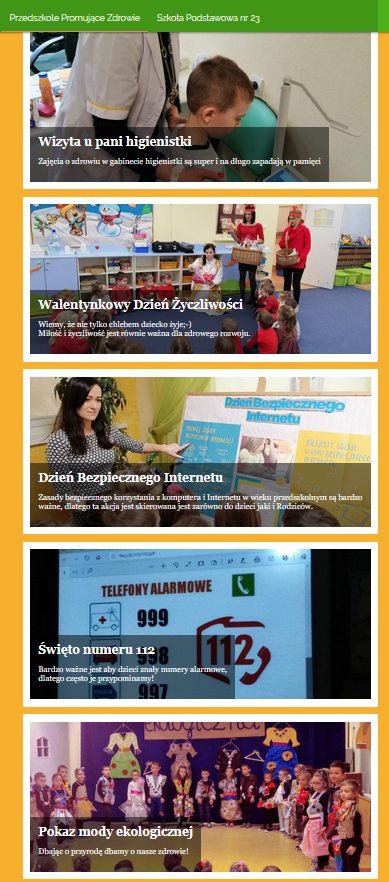 Przedszkole Promujące Zdrowie Szkoła Podstawowa nr 23
Wizyta u pani higienistki
Zajęcia o zdrowiu w gabinecie higienistki są super i na długo zapadają w pamięci
Walentynkowy Dzień Życzliwości
Wiemy, że nie tylko chlebem dziecko żyje;-)
Miłość i życzliwość jest równie ważna dla zdrowego rozwoju.
Dzień Bezpiecznego
Internetu
Dzień Bezpiecznego Internetu
Zasady bezpiecznego korzystania z komputera i Internetu w wieku przedszkolnym są bardzo
ważne, dlatego ta akcja jest skierowana jest zarówno do dzieci jaki i Rodziców.
TELEFONY ALARMOWE
999
998
112
997
Święto numeru 112
Bardzo ważne jest aby dzieci znały numery alarmowe,
dlatego często je przypominamy!
Pokaz mody ekologicznej
Dbając o przyrodę dbamy o nasze zdrowie!